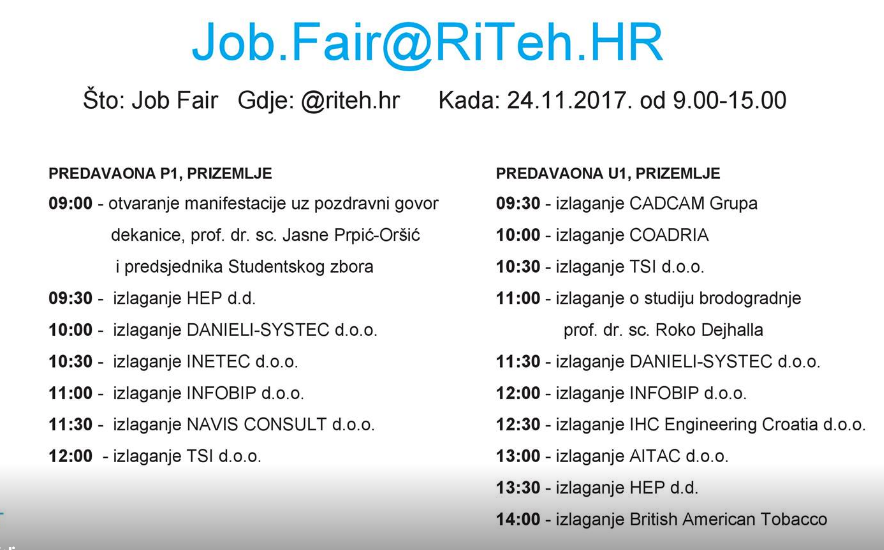 Job.Fair@RiTeh.HR
Što: Job Fair Gdje: @riteh.hr Kada: 24.11.2017. od 9.00-15.00
PREDAVAONA P1, PRIZEMLJE
09:00 - otvaranje manifestacije uz pozdravni govor
dekanice, prof. dr. sc. Jasne Prpić-Oršić
i predsjednika Studentskog zbora
09:30 - izlaganje HEP d.d.
10:00 - izlaganje DANIELI-SYSTEC d.o.o.
10:30 - izlaganje INETEC d.o.o.
11:00 - izlaganje INFOBIP d.o.o.
11:30 - izlaganje NAVIS CONSULT d.o.o.
12:00 - izlaganje TSI d.o.o.
PREDAVAONA U1, PRIZEMLJE
09:30 - izlaganje CADCAM Grupa
10:00 - izlaganje COADRIA
10:30 - izlaganje TSI d.o.o.
11:00 - izlaganje o studiju brodogradnje
prof. dr. sc. Roko Dejhalla
11:30 - izlaganje DANIELI-SYSTEC d.o.o.
12:00 - izlaganje INFOBIP d.o.o.
12:30 - izlaganje IHC Engineering Croatia d.o.o.
13:00 - izlaganje AITAC d.o.o.
13:30 - izlaganje HEP d.d.
14:00 - izlaganje British American Tobacco